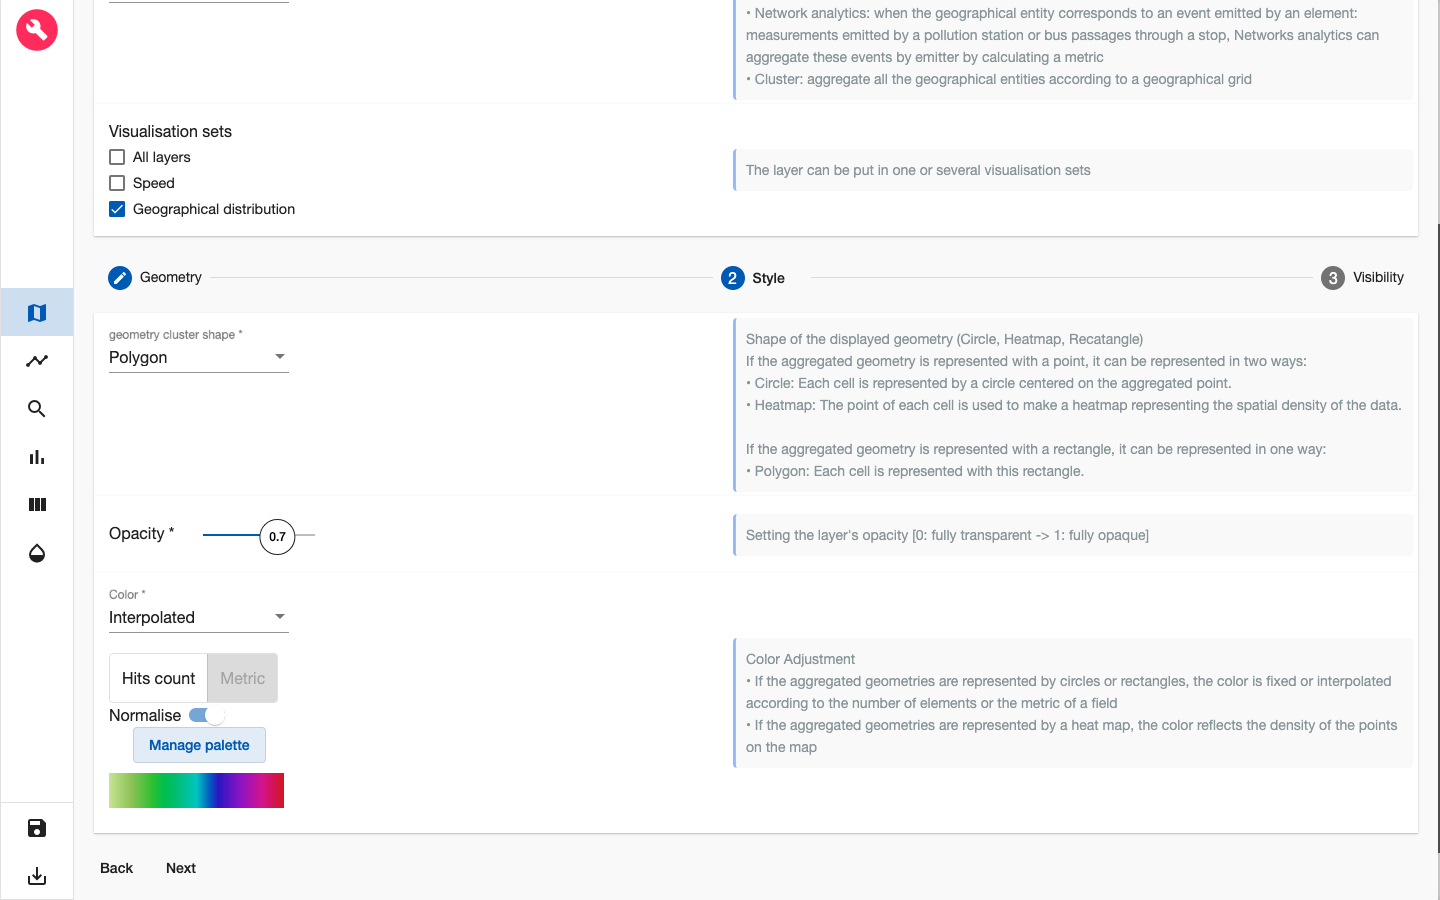 • Network analytics: when the geographical entity corresponds to an event emitted by an element:
measurements emitted by a pollution station or bus passages through a stop, Networks analytics can
aggregate these events by emitter by calculating a metric
• Cluster: aggregate all the geographical entities according to a geographical grid
Visualisation sets
All layers
Speed
Geographical distribution
The layer can be put in one or several visualisation sets
Geometry
2 Style
3 Visibility
geometry cluster shape *
Polygon
Shape of the displayed geometry (Circle, Heatmap, Recatangle)
If the aggregated geometry is represented with a point, it can be represented in two ways:
• Circle: Each cell is represented by a circle centered on the aggregated point.
• Heatmap: The point of each cell is used to make a heatmap representing the spatial density of the data.
If the aggregated geometry is represented with a rectangle, it can be represented in one way:
• Polygon: Each cell is represented with this rectangle.
Opacity *
0.7
Setting the layer's opacity [0: fully transparent -> 1: fully opaque]
Color *
Interpolated
Hits count
Metric
Normalise
Manage palette
Color Adjustment
• If the aggregated geometries are represented by circles or rectangles, the color is fixed or interpolated
according to the number of elements or the metric of a field
• If the aggregated geometries are represented by a heat map, the color reflects the density of the points
on the map
Back
Next